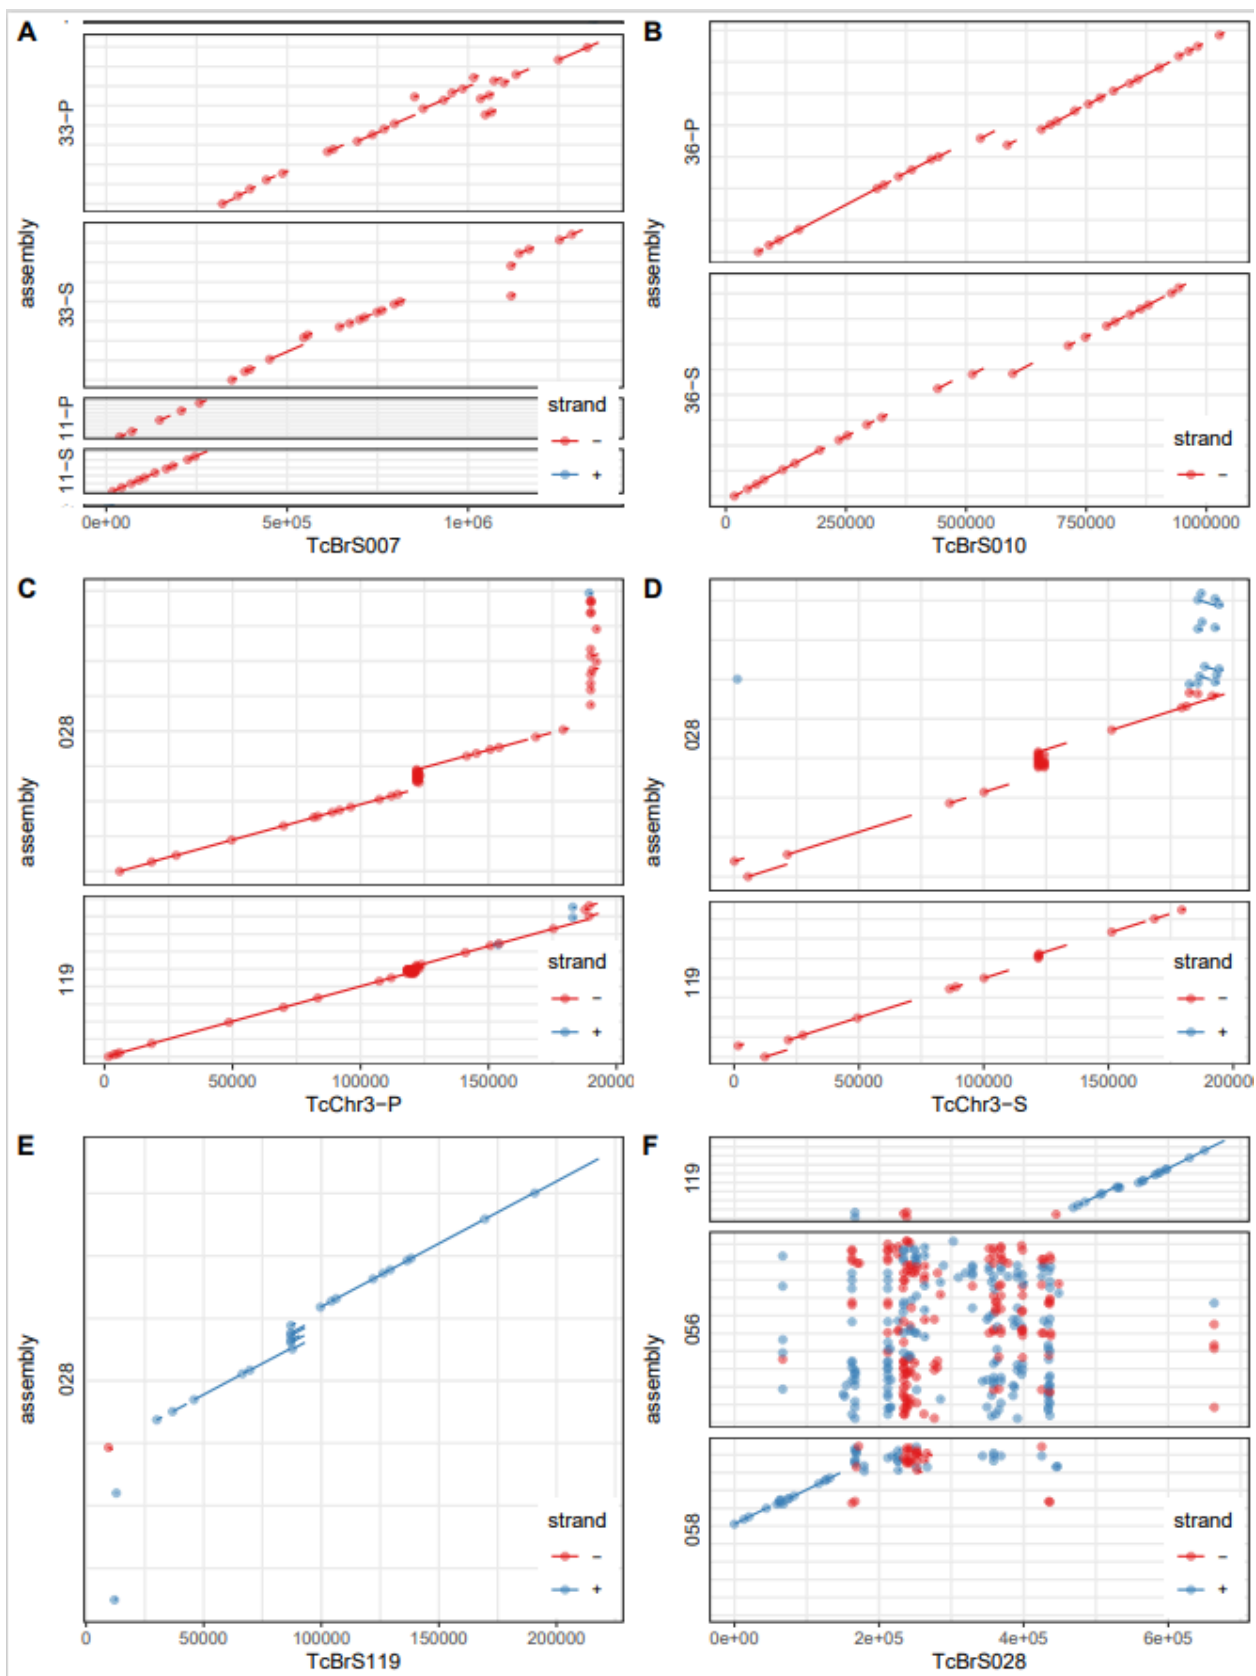 A
assembly
33-P
33-S
11-P
11-S
strand
-
+
0e+00
5e+05
1e+06
TcBrS007
B
assembly
36-P
36-S
strand
-
0
250000
500000
750000
1000000
TcBrS010
C
assembly
028
119
strand
-
+
0
50000
100000
150000
20000
TcChr3-P
D
assembly
028
119
strand
-
+
0
50000
100000
150000
20000
TcChr3-S
E
assembly
028
strand
-
+
0
50000
100000
150000
200000
TcBrS119
F
assembly
119
056
058
strand
-
+
0e+00
2e+05
4e+05
6e+05
TcBrS028